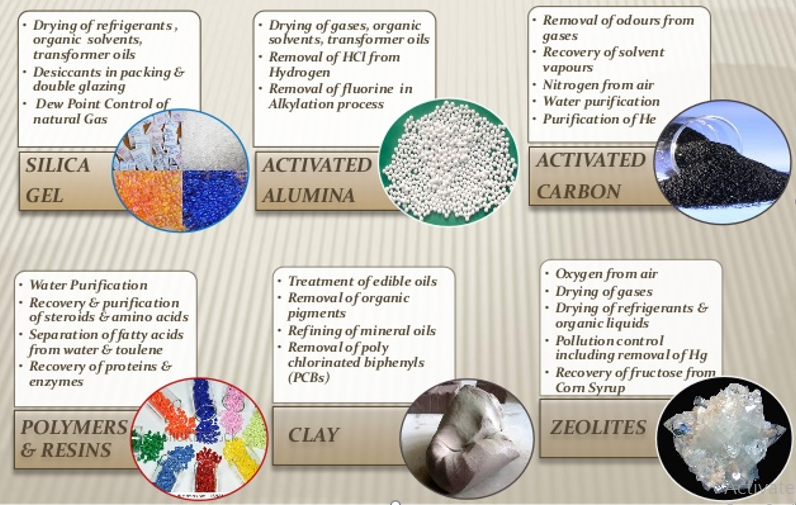 • Drying of refrigerants,
organic solvents,
transformer oils
• Desiccants in packing &
double glazing
• Dew Point Control of
natural Gas
SILICA
GEL
• Drying of gases, organic
solvents, transformer oils
• Removal of HCl from
Hydrogen
• Removal of fluorine in
Alkylation process
ACTIVATED
ALUMINA
• Removal of odours from
gases
• Recovery of solvent
vapours
• Nitrogen from air
• Water purification
• Purification of He
ACTIVATED
CARBON
• Water Purification
• Recovery & purification
of steroids & amino acids
• Separation of fatty acids
from water & toulene
• Recovery of proteins &
enzymes
POLYMERS
& RESINS
• Treatment of edible oils
• Removal of organic
pigments
• Refining of mineral oils
• Removal of poly
chlorinated biphenyls
(PCBs)
CLAY
• Oxygen from air
• Drying of gases
• Drying of refrigerants &
organic liquids
• Pollution control
including removal of Hg
• Recovery of fructose from
Corn Syrup
ZEOLITES
Activate